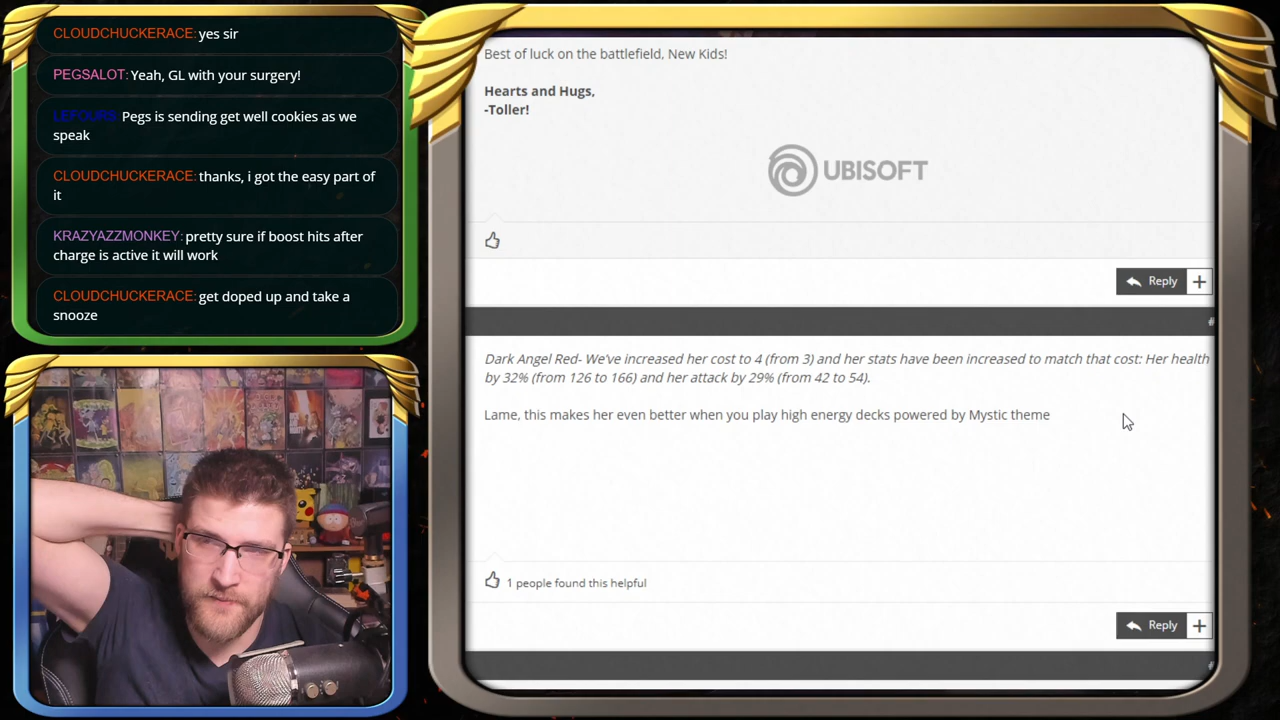 CLOUDCHUCKERACE: yes sir
PEGSALOT: Yeah, GL with your surgery!
LEFOURS: Pegs is sending get well cookies as we
speak
CLOUDCHUCKERACE: thanks, i got the easy part of
it
KRAZYAZZMONKEY: pretty sure if boost hits after
charge is active it will work
CLOUDCHUCKERACE: get doped up and take a
snooze
Best of luck on the battlefield, New Kids!
Hearts and Hugs,
-Toller!
UBISOFT
Reply +
#
Dark Angel Red- We've increased her cost to 4 (from 3) and her stats have been increased to match that cost: Her health
by 32% (from 126 to 166) and her attack by 29% (from 42 to 54).
Lame, this makes her even better when you play high energy decks powered by Mystic theme
1 people found this helpful
Reply +
#